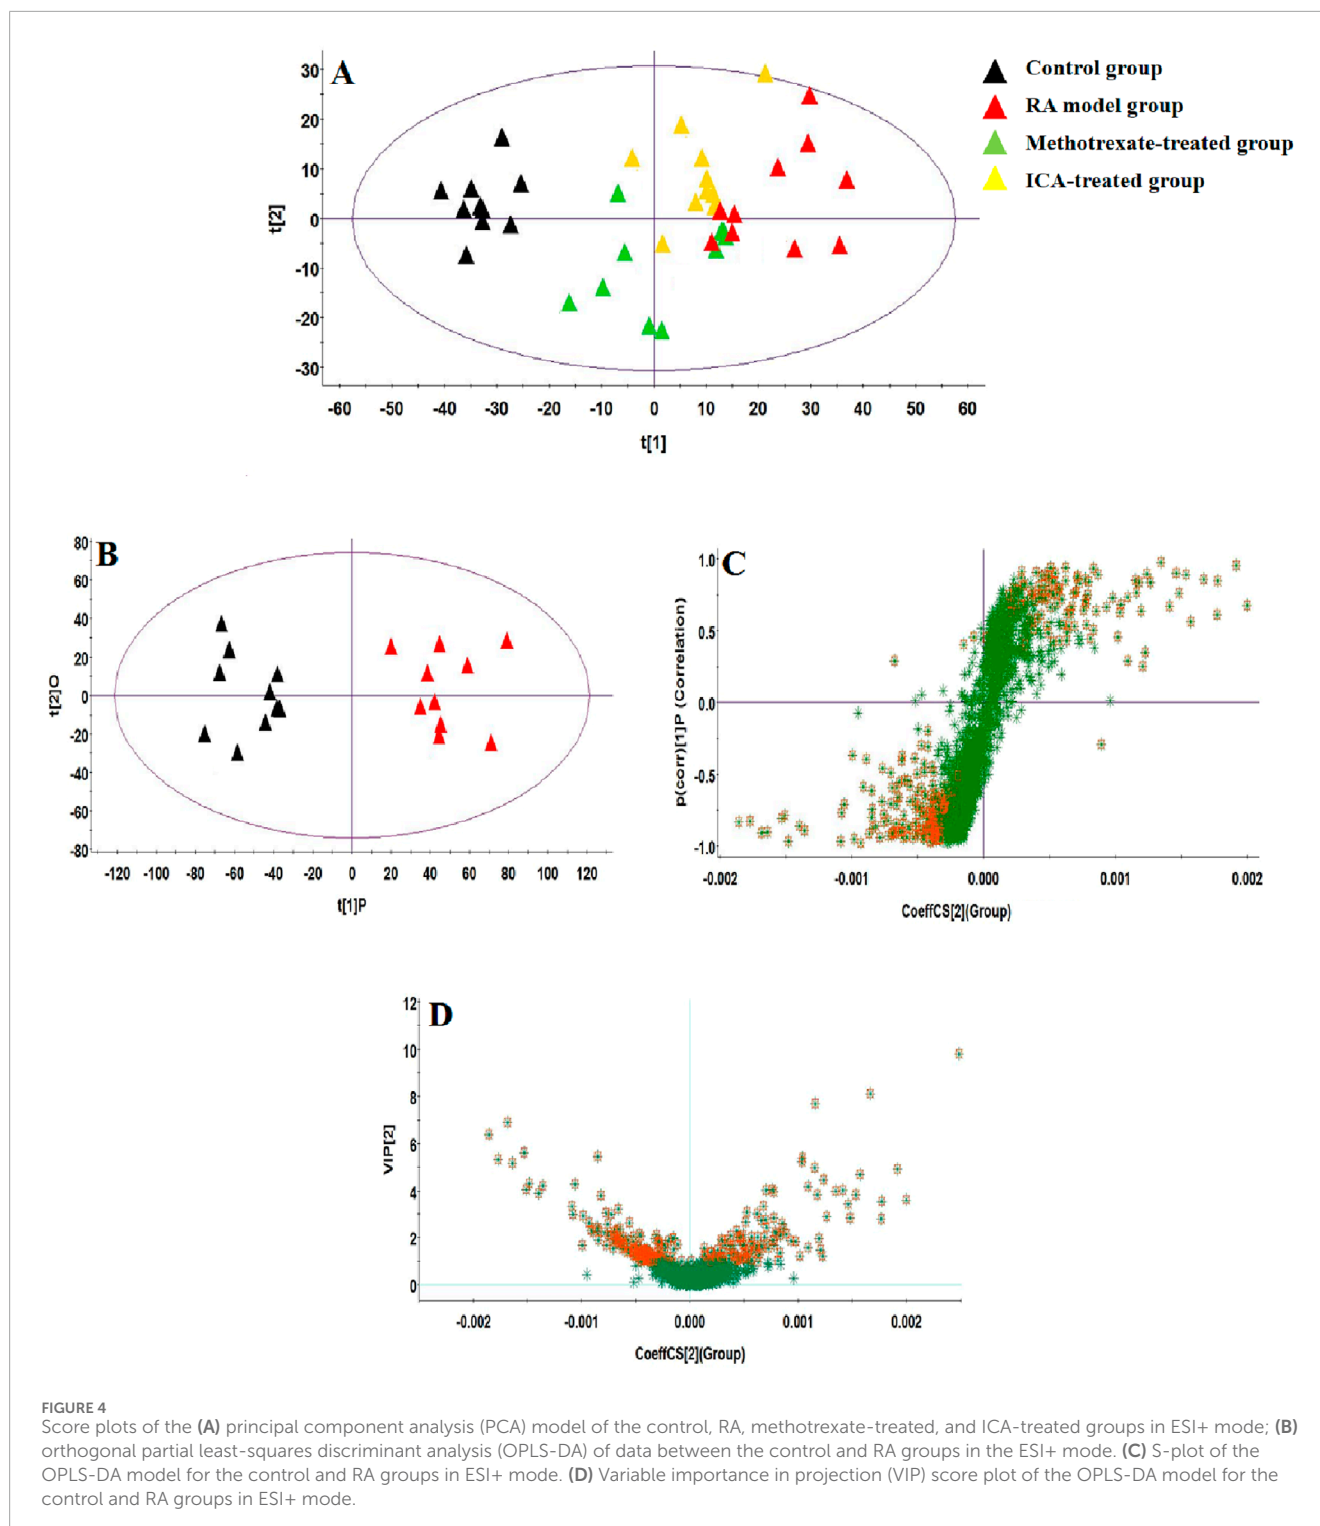 A
Control group
RA model group
Methotrexate-treated group
ICA-treated group
t[2]
30
20
10
0
-10
-20
-30
-60 -50 -40 -30 -20 -10 0 10 20 30 40 50 60
t[1]
B
t[2]O
80
60
40
20
0
-20
-40
-60
-80
-120 -100 -80 -60 -40 -20 0 20 40 60 80 100 120
t[1]P
C
p(corr)[1]P (Correlation)
1.0
0.5
0.0
-0.5
-1.0
-0.002 -0.001 0.000 0.001 0.002
CoeffCS[2](Group)
D
VIP[2]
12
10
8
6
4
2
0
-0.002 -0.001 0.000 0.001 0.002
CoeffCS[2](Group)
FIGURE 4
Score plots of the (A) principal component analysis (PCA) model of the control, RA, methotrexate-treated, and ICA-treated groups in ESI+ mode; (B)
orthogonal partial least-squares discriminant analysis (OPLS-DA) of data between the control and RA groups in the ESI+ mode. (C) S-plot of the
OPLS-DA model for the control and RA groups in ESI+ mode. (D) Variable importance in projection (VIP) score plot of the OPLS-DA model for the
control and RA groups in ESI+ mode.